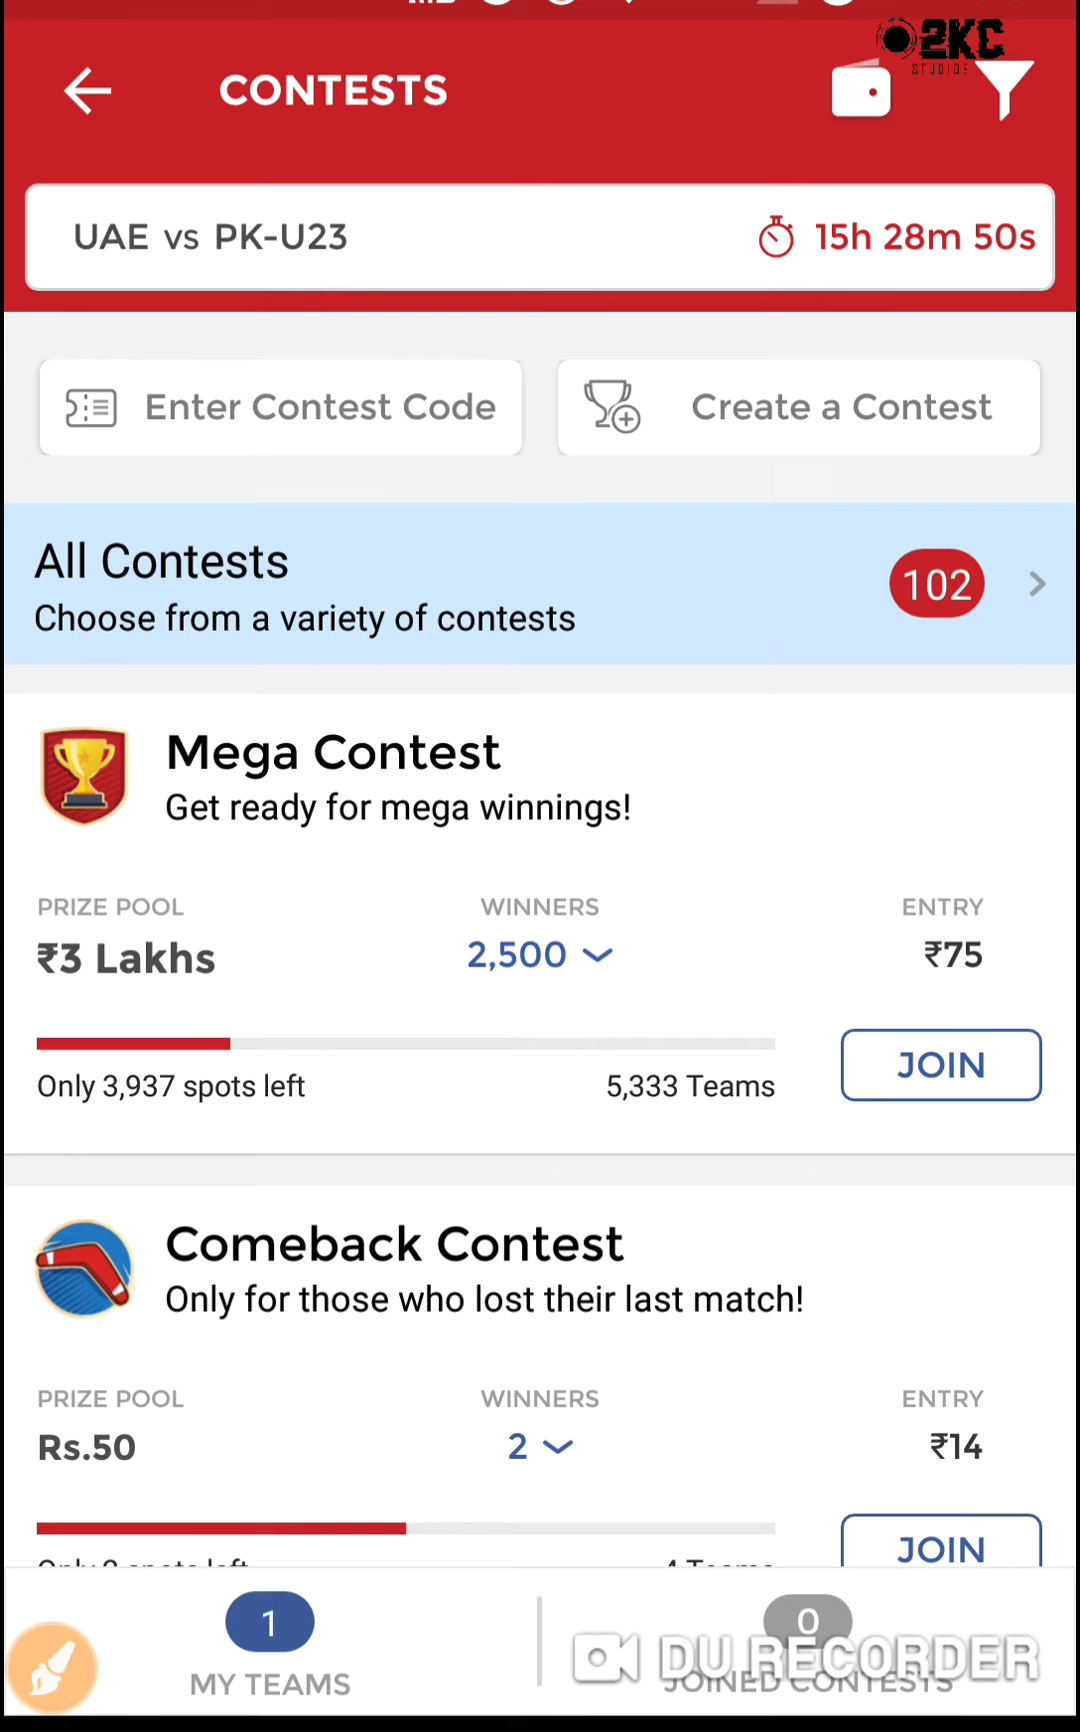 2KC
STUDIOS
CONTESTS
UAE vs PK-U23
15h 28m 50s
Enter Contest Code
Create a Contest
All Contests
Choose from a variety of contests
102
Mega Contest
Get ready for mega winnings!
PRIZE POOL WINNERS ENTRY
₹3 Lakhs 2,500 ₹75
Only 3,937 spots left 5,333 Teams
JOIN
Comeback Contest
Only for those who lost their last match!
PRIZE POOL WINNERS ENTRY
Rs.50 2 ₹14
JOIN
1
MY TEAMS
0
DU RECORDER
JOINED CONTESTS